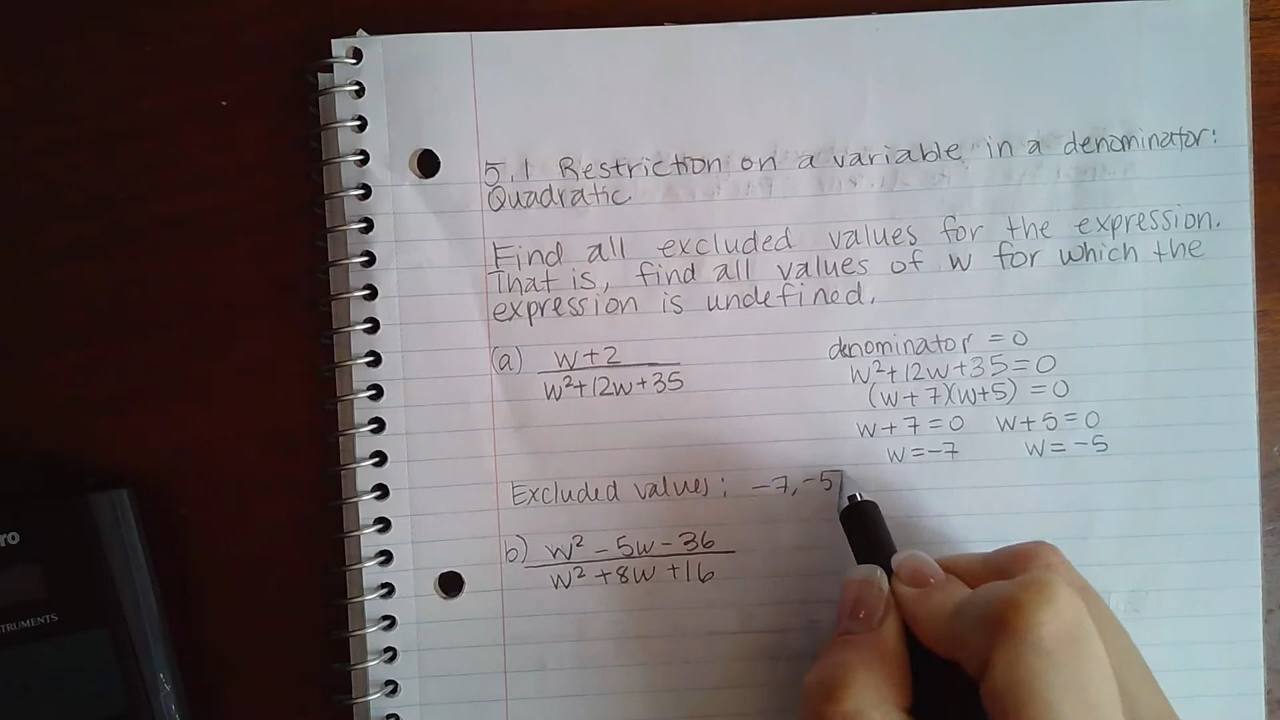 5.1 Restriction on a variable in a denominator:
Quadratic
Find all excluded values for the expression.
That is, find all values of w for which the
expression is undefined.
(a) w+2
w²+12w+35
denominator = 0
w²+12w+35=0
(w+7)(w+5) = 0
w+7=0 w+5=0
w=-7 w=-5
Excluded values: -7,-5
b) w² -5w-36
w² +8w +16
ro
STRUMENTS